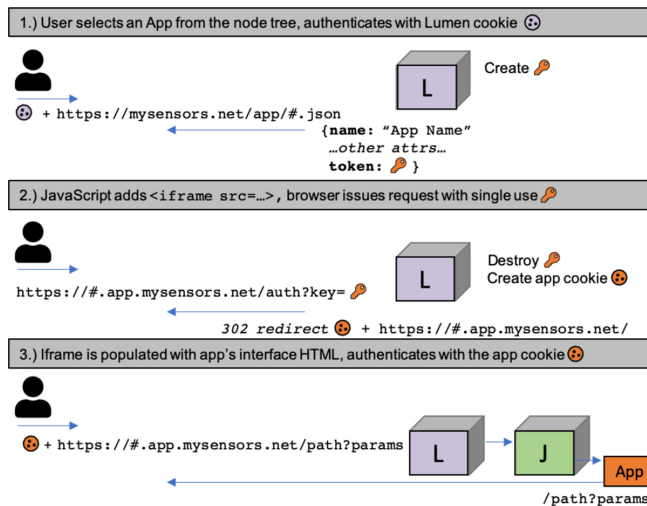 1.) User selects an App from the node tree, authenticates with Lumen cookie
L
Create
+ https://mysensors.net/app/#.json
{name: “App Name”
…other attrs…
token: }
2.) JavaScript adds <iframe src=…>, browser issues request with single use
L
Destroy
Create app cookie
https://#.app.mysensors.net/auth?key=
302 redirect + https://#.app.mysensors.net/
3.) Iframe is populated with app’s interface HTML, authenticates with the app cookie
+ https://#.app.mysensors.net/path?params
L
J
App
/path?params